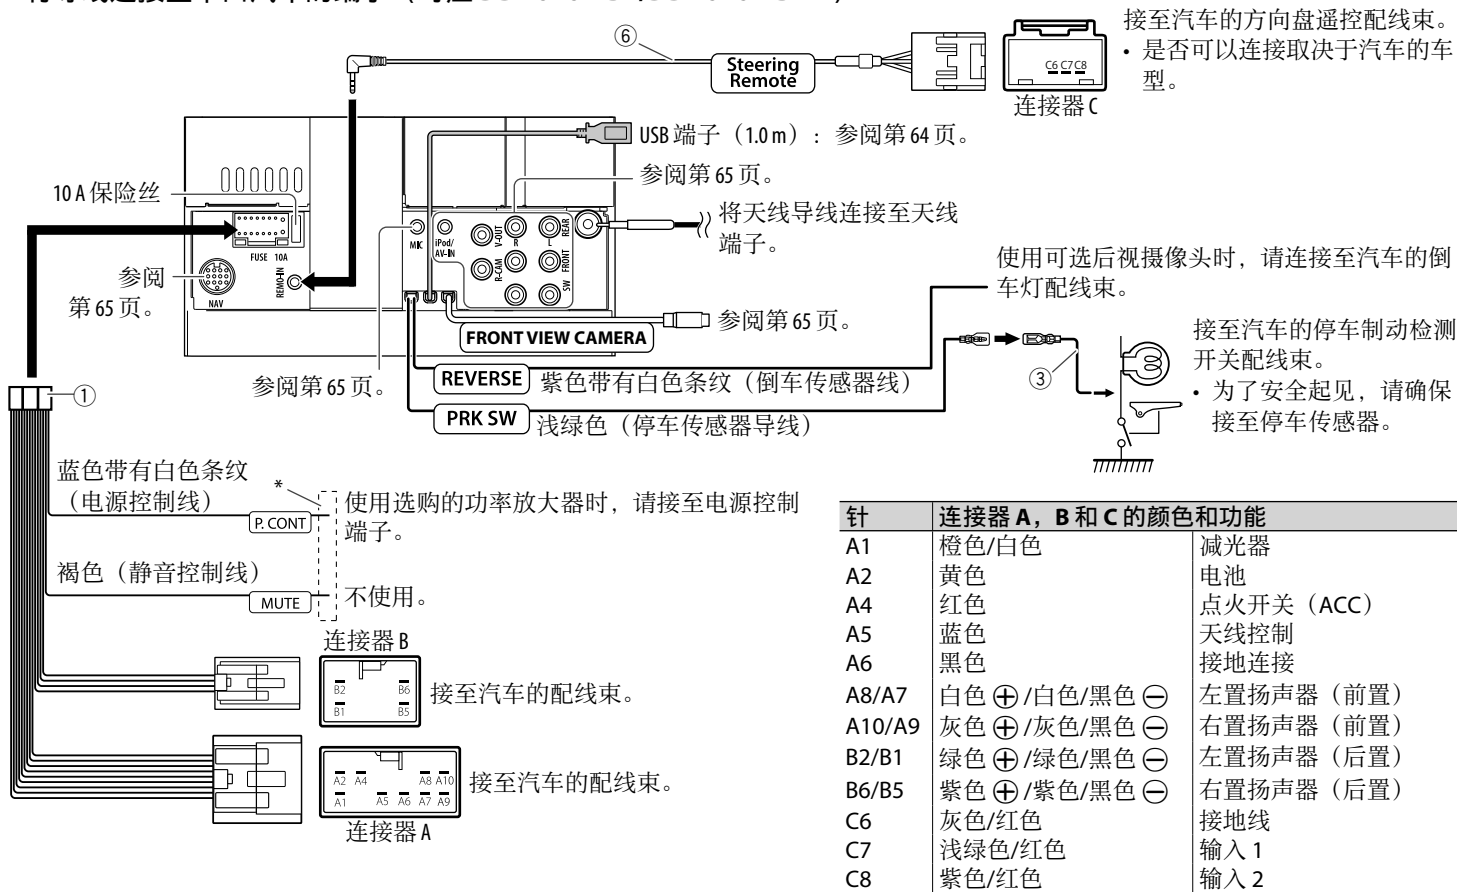 接至汽车的方向盘遥控配线束。
• 是否可以连接取决于汽车的车
型。
⑥
Steering
Remote
C6 C7 C8
连接器 C
USB 端子（1.0 m）：参阅第 64 页。
参阅第 65 页。
10 A 保险丝
将天线导线连接至天线
端子。
MIC
iPod/
AV-IN
V-OUT
R-CAM
R
L
REAR
FRONT
SW
FUSE 10A
REMO-IN
NAV
参阅
第 65 页。
使用可选后视摄像头时，请连接至汽车的倒
车灯配线束。
参阅第 65 页。
FRONT VIEW CAMERA
接至汽车的停车制动检测
开关配线束。
• 为了安全起见，请确保
接至停车传感器。
③
参阅第 65 页。
REVERSE
紫色带有白色条纹（倒车传感器线）
PRK SW
浅绿色（停车传感器导线）
①
蓝色带有白色条纹
（电源控制线）
*
P. CONT
使用选购的功率放大器时，请接至电源控制
端子。
褐色（静音控制线）
MUTE
不使用。
连接器 B
B2 B6
B1 B5
接至汽车的配线束。
A2 A4 A8 A10
A1 A5 A6 A7 A9
接至汽车的配线束。
连接器 A
针 连接器 A，B 和 C 的颜色和功能
A1 橙色/白色 减光器
A2 黄色 电池
A4 红色 点火开关（ACC）
A5 蓝色 天线控制
A6 黑色 接地连接
A8/A7 白色 ⊕ /白色/黑色 ⊖ 左置扬声器（前置）
A10/A9 灰色 ⊕ /灰色/黑色 ⊖ 右置扬声器（前置）
B2/B1 绿色 ⊕ /绿色/黑色 ⊖ 左置扬声器（后置）
B6/B5 紫色 ⊕ /紫色/黑色 ⊖ 右置扬声器（后置）
C6 灰色/红色 接地线
C7 浅绿色/红色 输入 1
C8 紫色/红色 输入 2